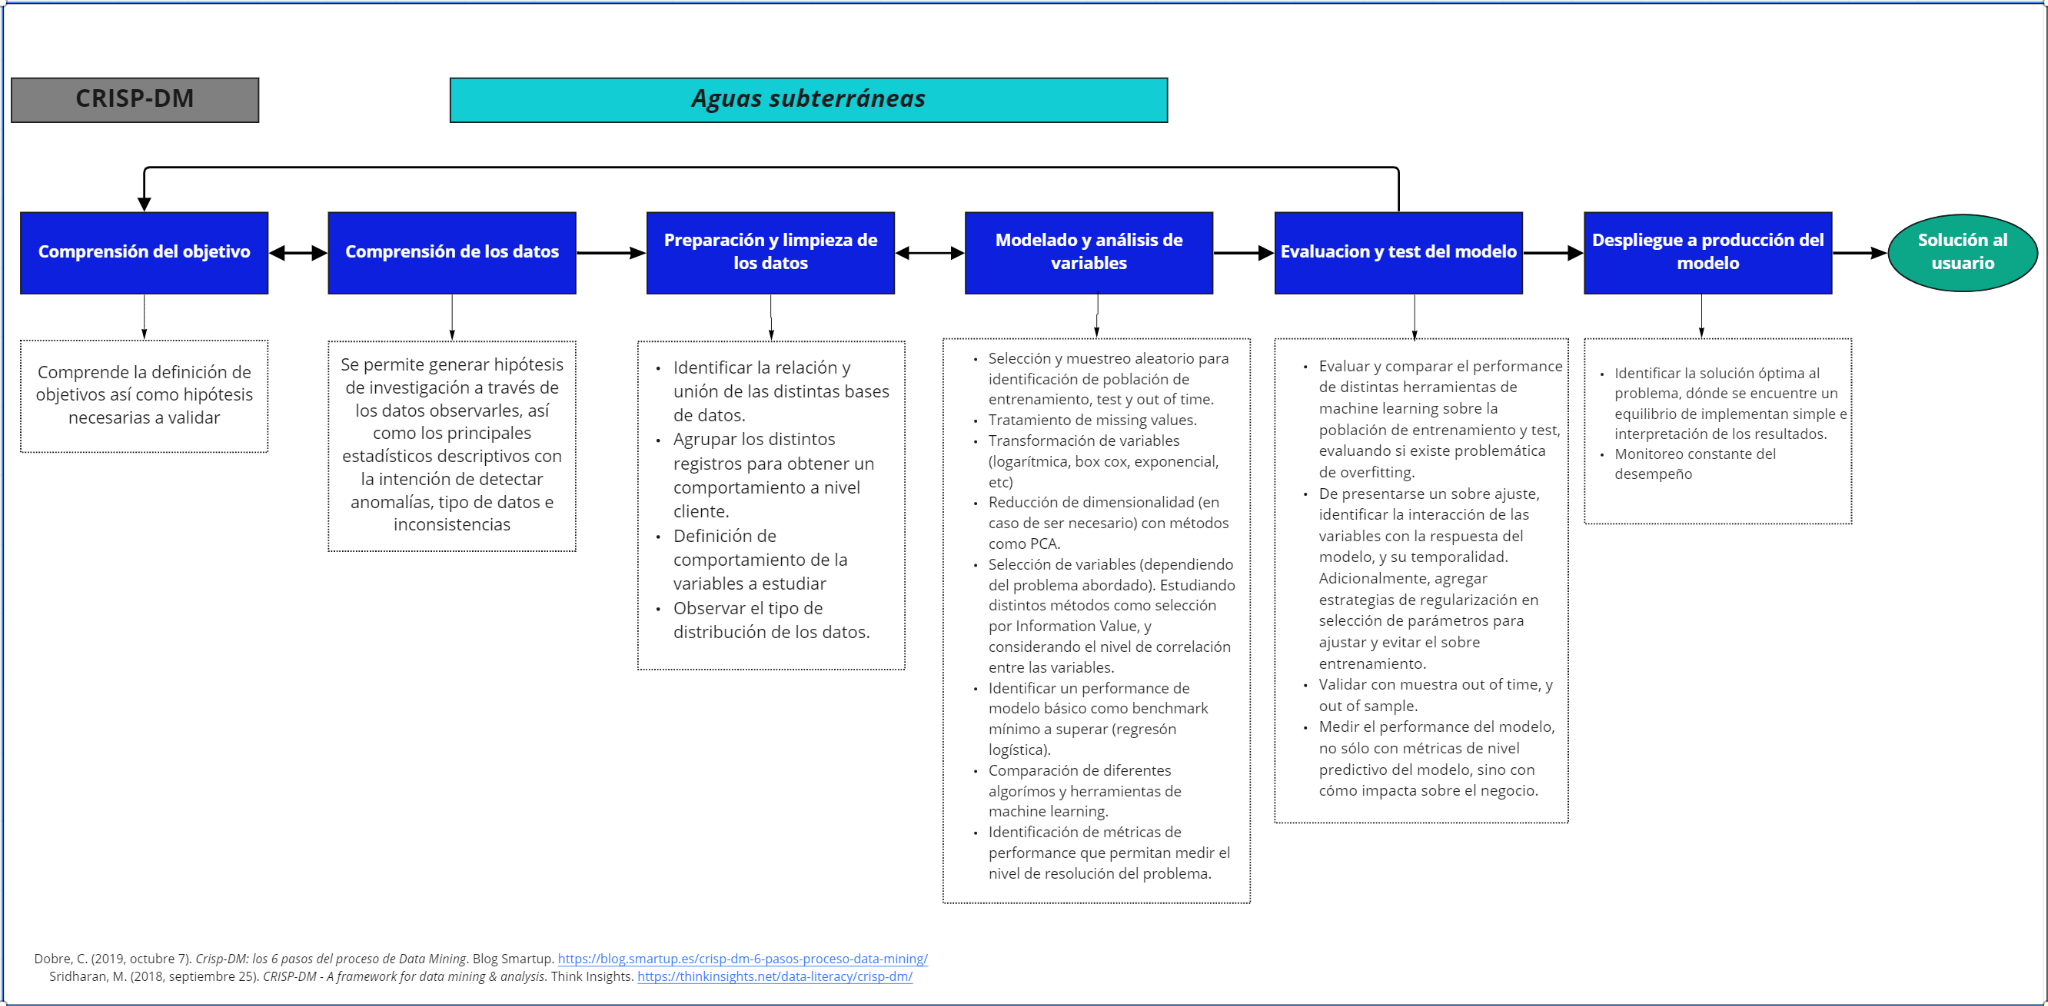 CRISP-DM
Aguas subterráneas
Comprensión del objetivo
Comprensión de los datos
Preparación y limpieza de
los datos
Modelado y análisis de
variables
Evaluacion y test del modelo
Despliegue a producción del
modelo
Solución al
usuario
Comprende la definición de
objetivos así como hipótesis
necesarias a validar
Se permite generar hipótesis
de investigación a través de
los datos observarles, así
como los principales
estadísticos descriptivos con
la intención de detectar
anomalías, tipo de datos e
inconsistencias
• Identificar la relación y
unión de las distintas bases
de datos.
• Agrupar los distintos
registros para obtener un
comportamiento a nivel
cliente.
• Definición de
comportamiento de la
variables a estudiar
• Observar el tipo de
distribución de los datos.
• Selección y muestreo aleatorio para
identificación de población de
entrenamiento, test y out of time.
• Tratamiento de missing values.
• Transformación de variables
(logarítmica, box cox, exponencial,
etc)
• Reducción de dimensionalidad (en
caso de ser necesario) con métodos
como PCA.
• Selección de variables (dependiendo
del problema abordado). Estudiando
distintos métodos como selección
por Information Value, y
considerando el nivel de correlación
entre las variables.
• Identificar un performance de
modelo básico como benchmark
mínimo a superar (regresón
logística).
• Comparación de diferentes
algorímos y herramientas de
machine learning.
• Identificación de métricas de
performance que permitan medir el
nivel de resolución del problema.
• Evaluar y comparar el performance
de distintas herramientas de
machine learning sobre la
población de entrenamiento y test,
evaluando si existe problemática
de overfitting.
• De presentarse un sobre ajuste,
identificar la interacción de las
variables con la respuesta del
modelo, y su temporalidad.
Adicionalmente, agregar
estrategias de regularización en
selección de parámetros para
ajustar y evitar el sobre
entrenamiento.
• Validar con muestra out of time, y
out of sample.
• Medir el performance del modelo,
no sólo con métricas de nivel
predictivo del modelo, sino con
cómo impacta sobre el negocio.
• Identificar la solución óptima al
problema, dónde se encuentre un
equilibrio de implementan simple e
interpretación de los resultados.
• Monitoreo constante del
desempeño
Dobre, C. (2019, octubre 7). Crisp-DM: los 6 pasos del proceso de Data Mining. Blog Smartup. https://blog.smartup.es/crisp-dm-6-pasos-proceso-data-mining/
Sridharan, M. (2018, septiembre 25). CRISP-DM - A framework for data mining & analysis. Think Insights. https://thinkinsights.net/data-literacy/crisp-dm/